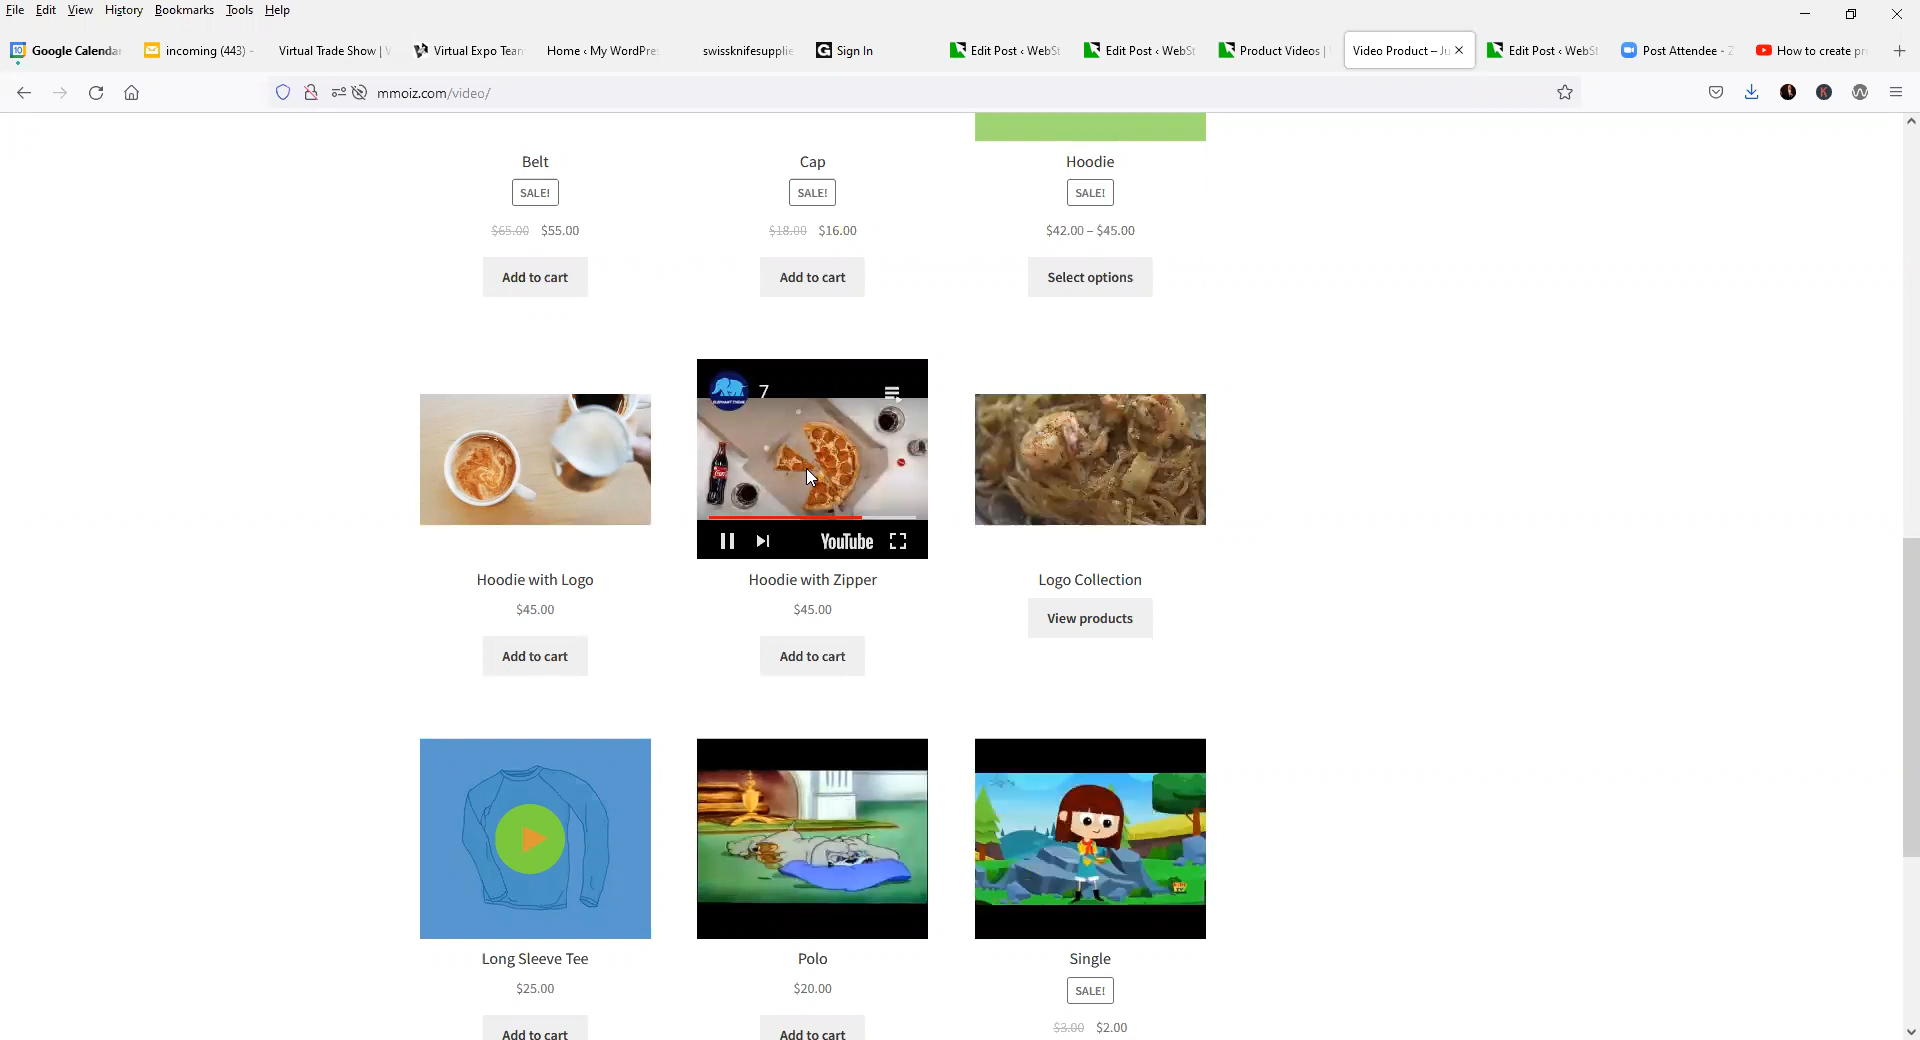 File Edit View History Bookmarks Tools Help
Google Calenda incoming (443) - Virtual Trade Show | Virtual Expo Team Home ‹ My WordPre swissknifesupplie Sign In Edit Post ‹ WebSt Edit Post ‹ WebSt Product Videos | Video Product – Ju Edit Post ‹ WebSt Post Attendee - Z How to create pr
mmoiz.com/video/
Belt Cap Hoodie
SALE! SALE! SALE!
$65.00 $55.00 $18.00 $16.00 $42.00 – $45.00
Add to cart Add to cart Select options
7
YouTube
Hoodie with Logo Hoodie with Zipper Logo Collection
$45.00 $45.00 View products
Add to cart Add to cart
Long Sleeve Tee Polo Single
$25.00 $20.00 SALE!
Add to cart Add to cart $3.00 $2.00